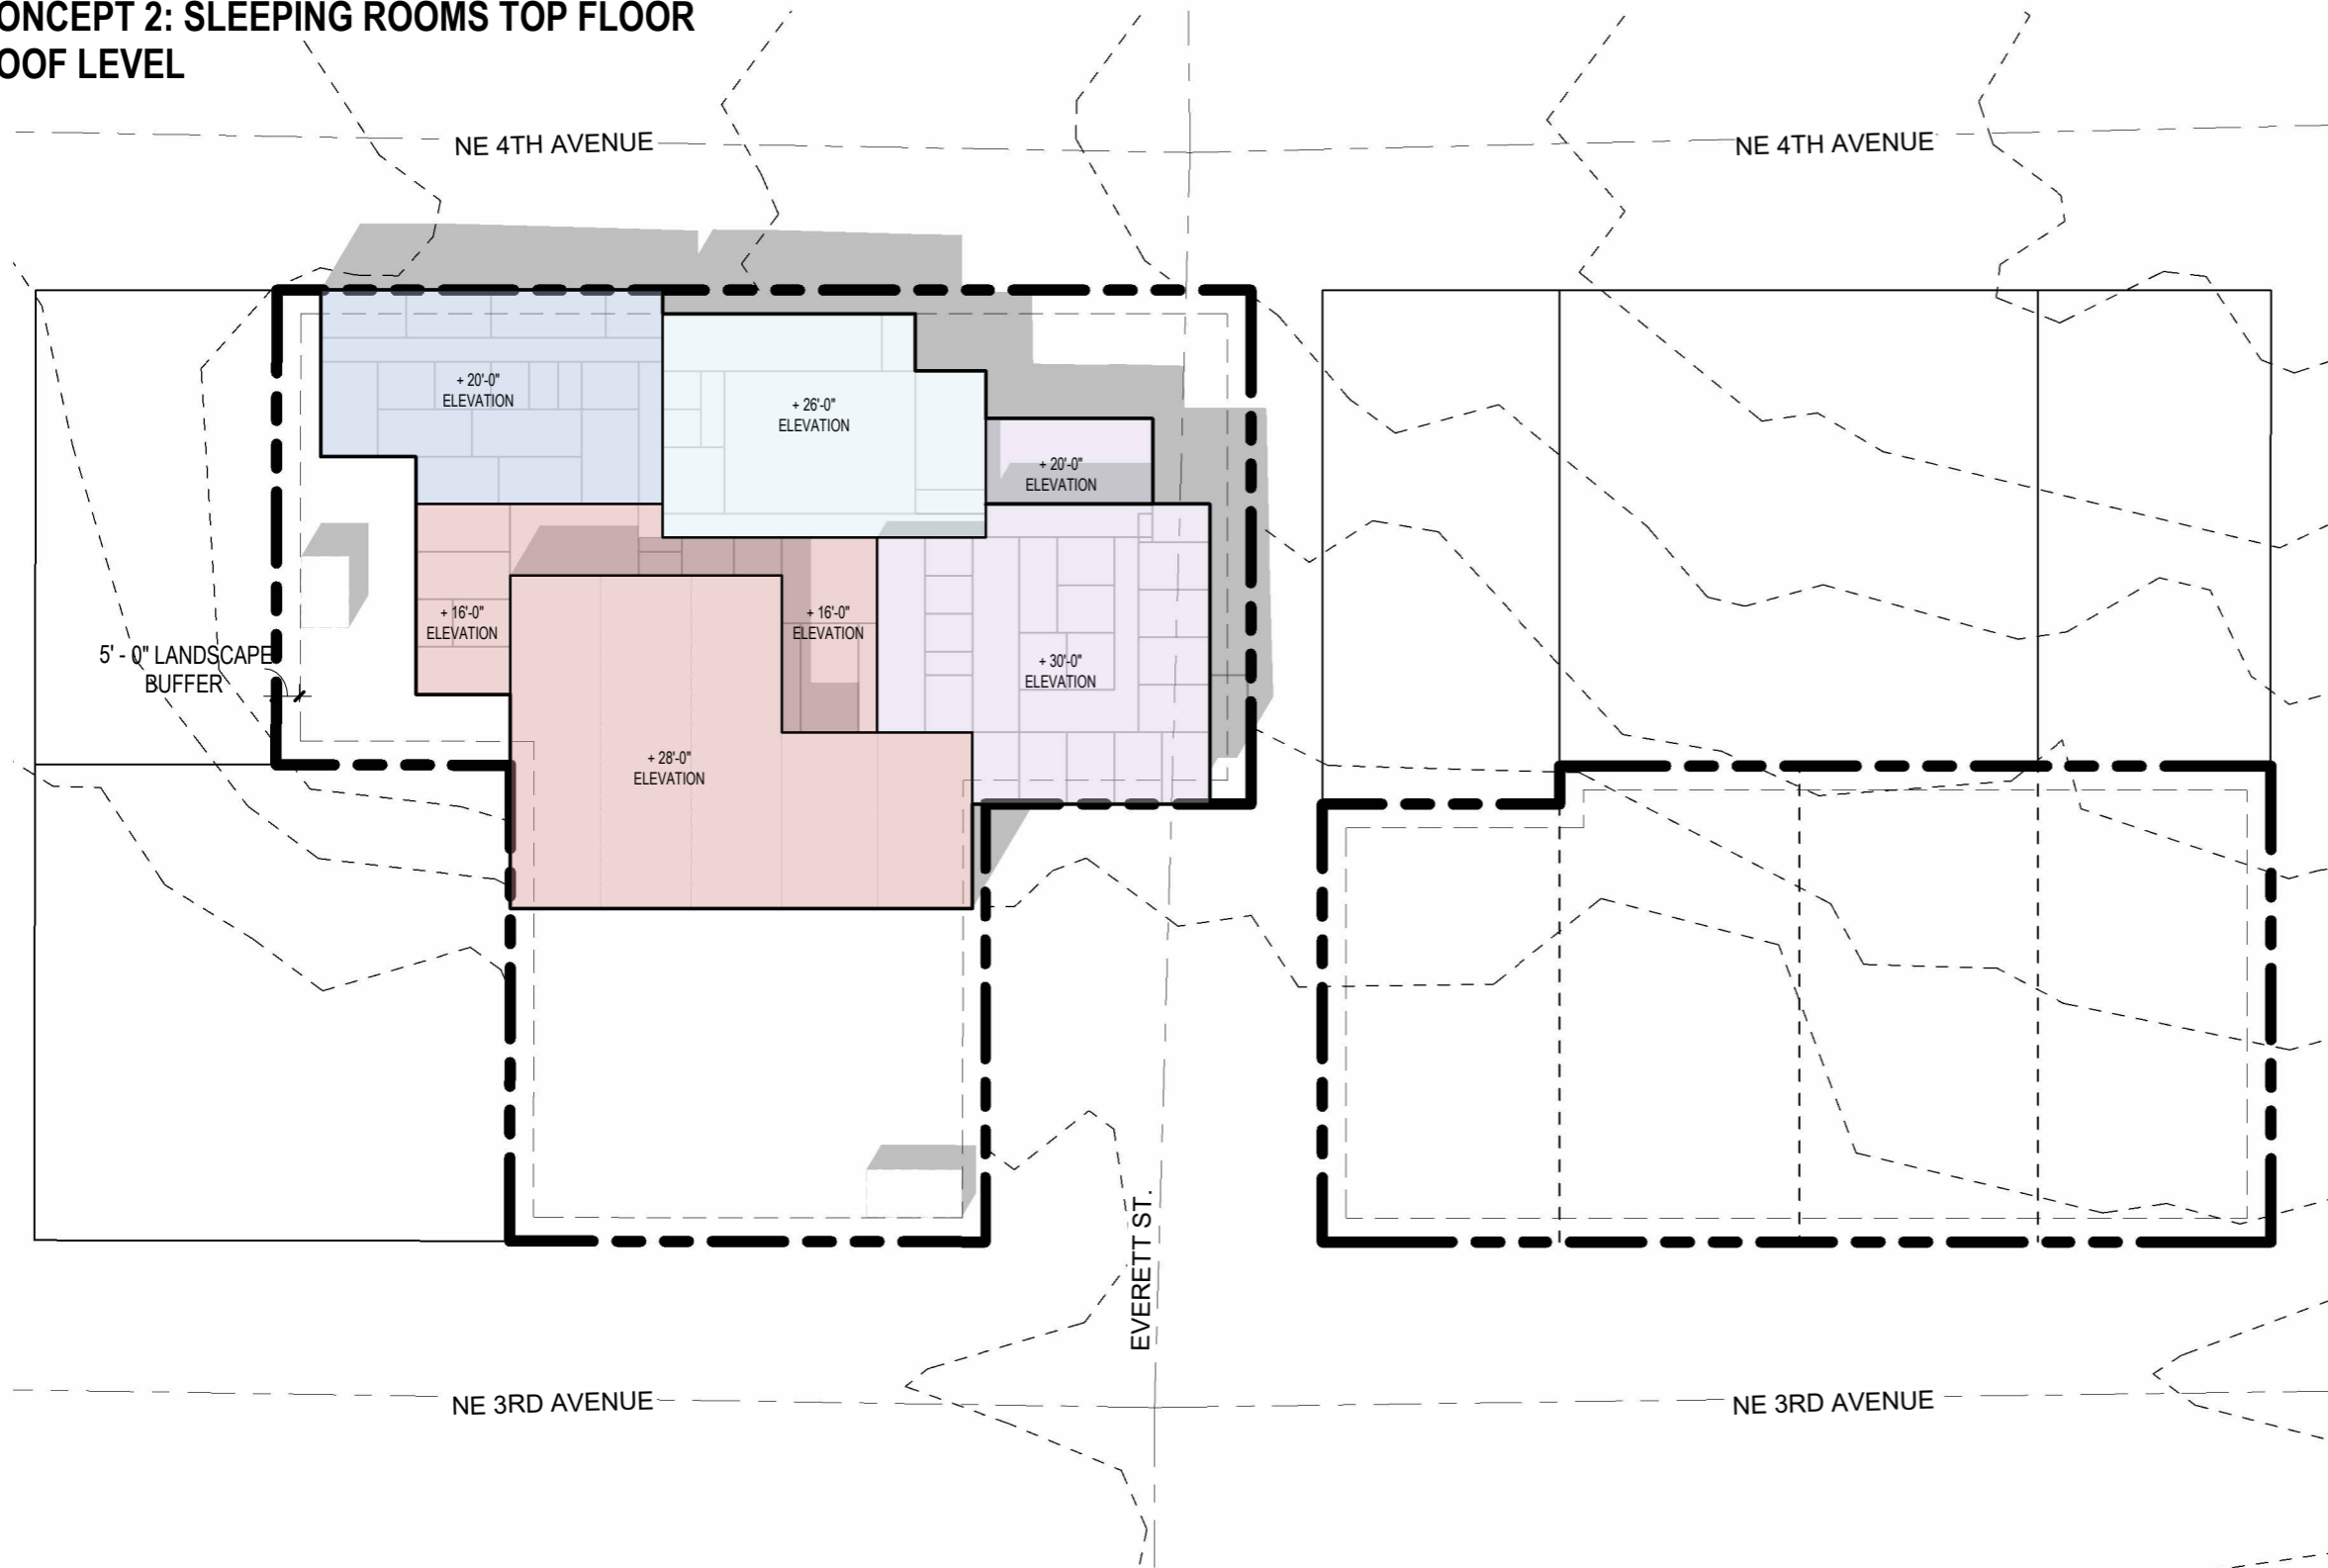 ONCEPT 2: SLEEPING ROOMS TOP FLOOR
OOF LEVEL
NE 4TH AVENUE
NE 4TH AVENUE
+ 20'-0"
ELEVATION
+ 26'-0"
ELEVATION
+ 20'-0"
ELEVATION
+ 16'-0"
ELEVATION
+ 16'-0"
ELEVATION
5' - 0" LANDSCAPE
BUFFER
+ 30'-0"
ELEVATION
+ 28'-0"
ELEVATION
EVERETT ST.
NE 3RD AVENUE
NE 3RD AVENUE